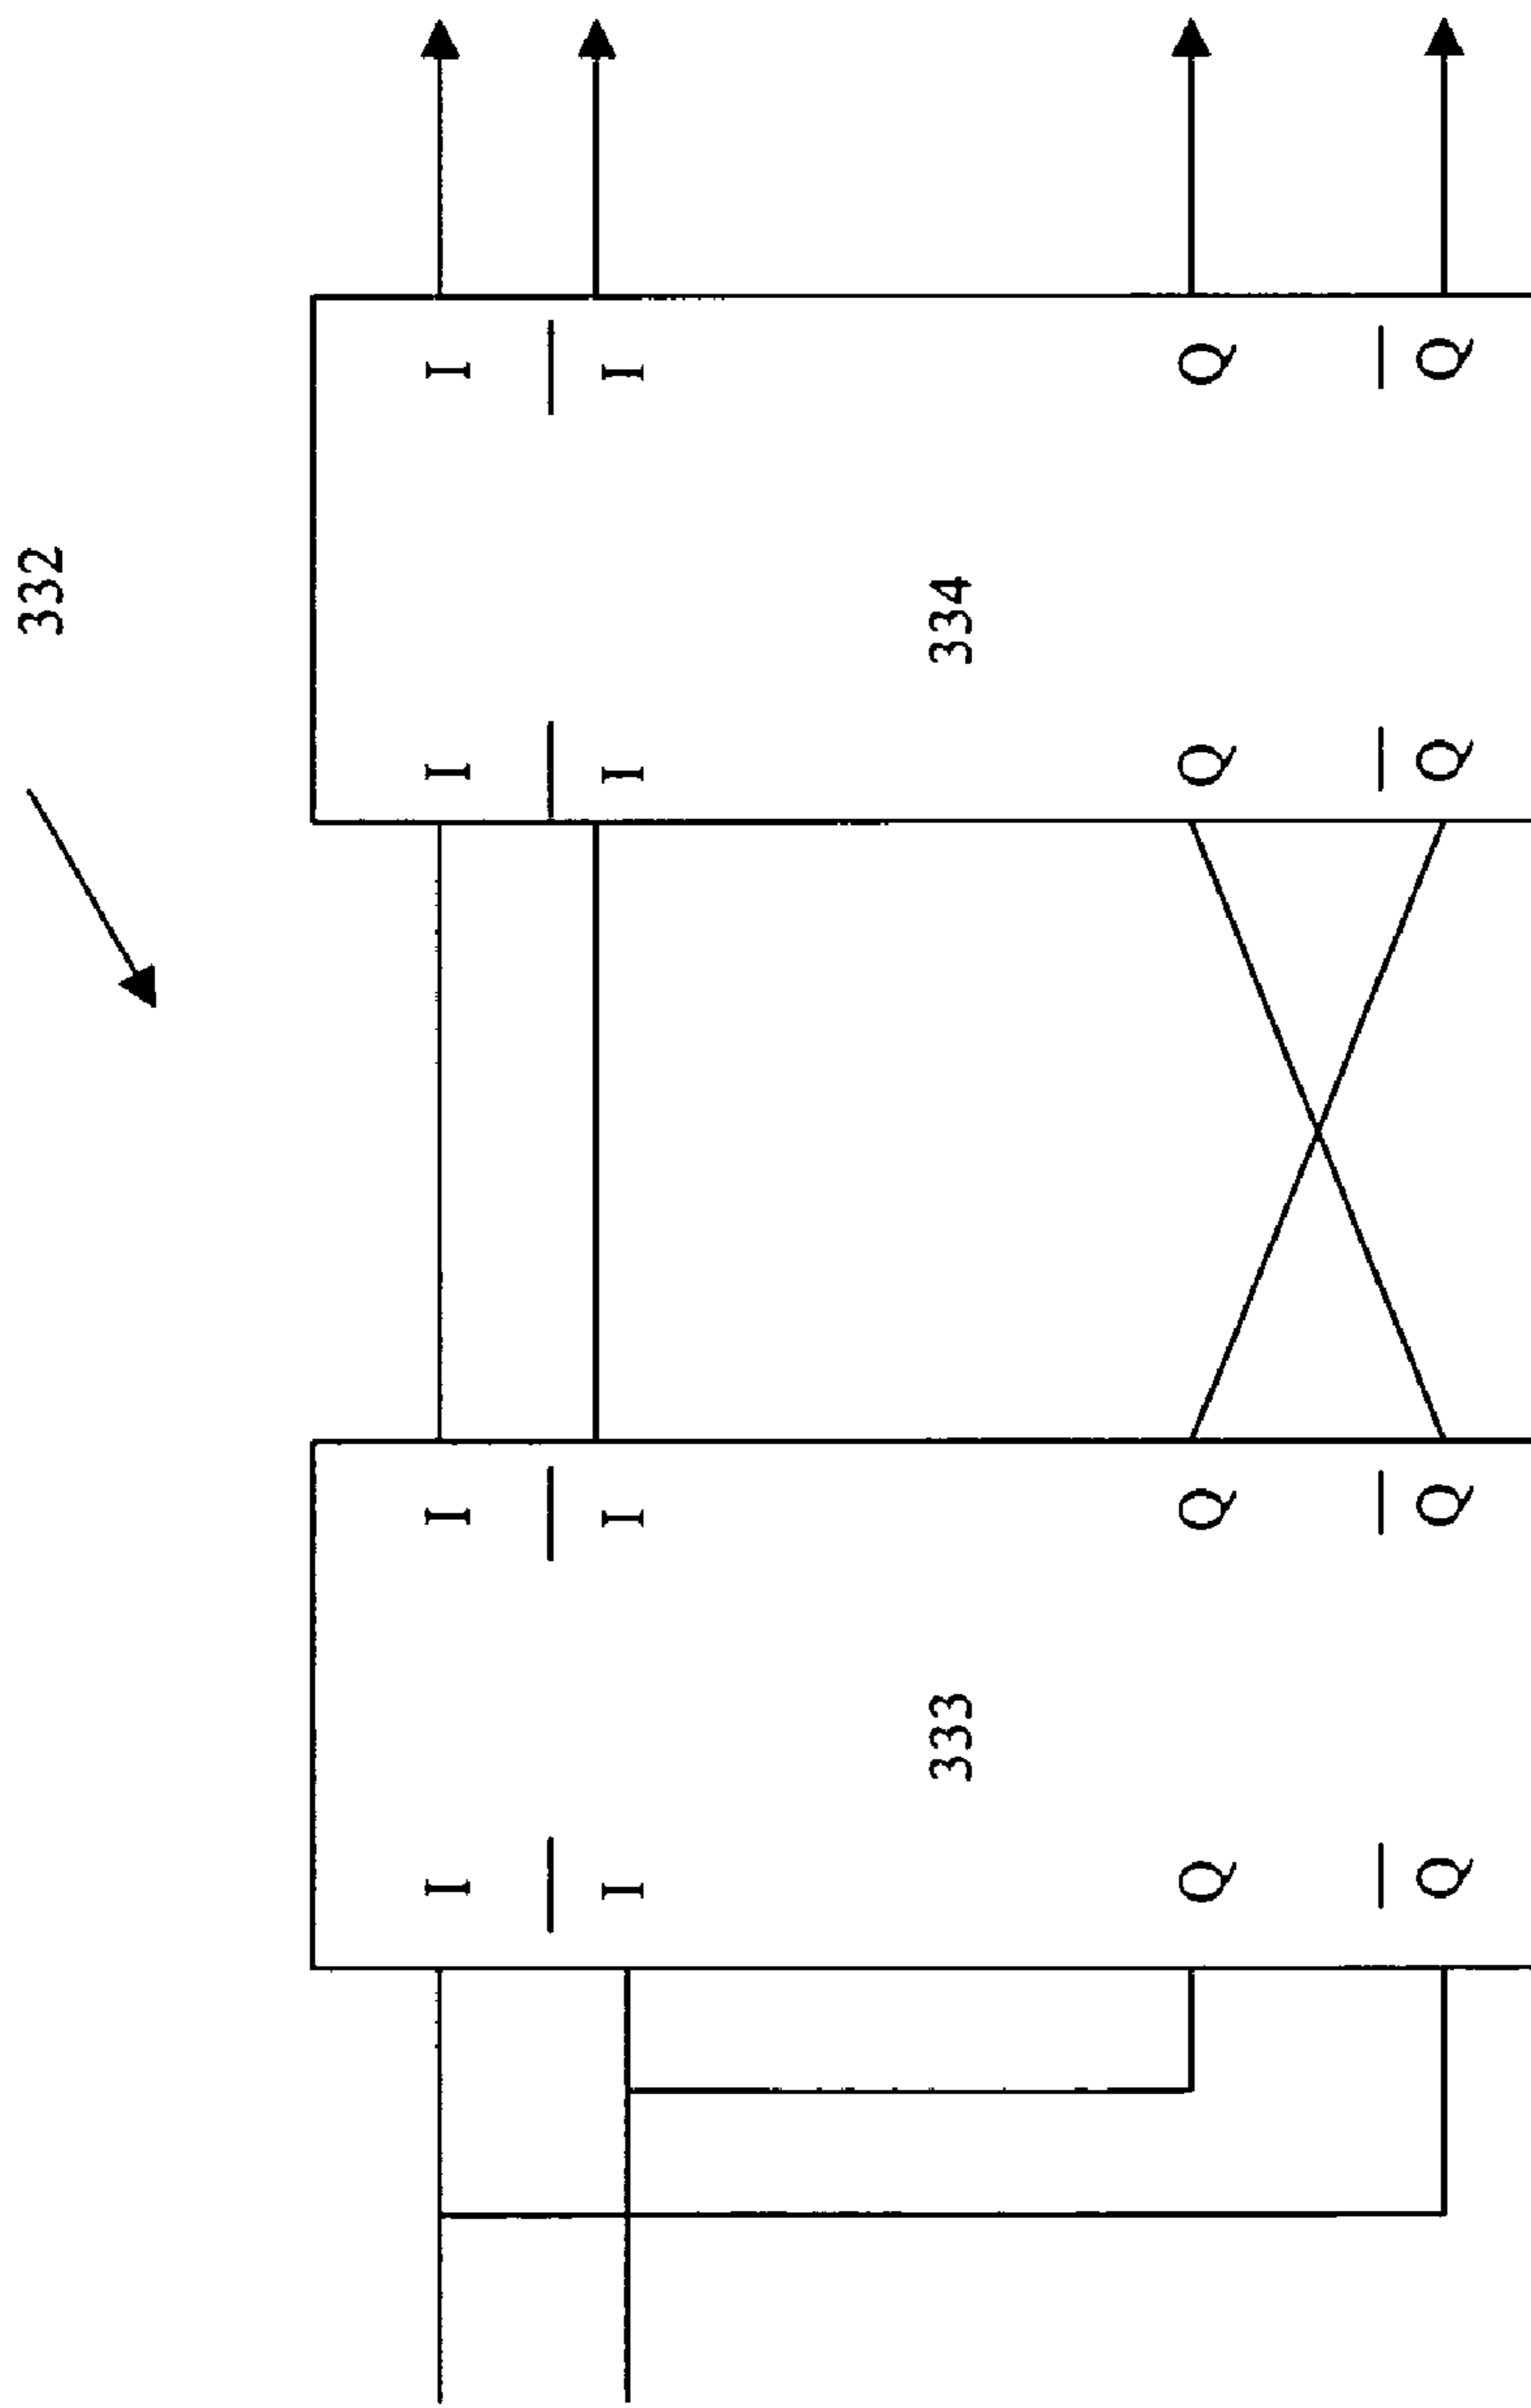 332
I I I I
I̅ I̅ I̅ I̅
333 334
Q Q Q Q
Q̅ Q̅ Q̅ Q̅